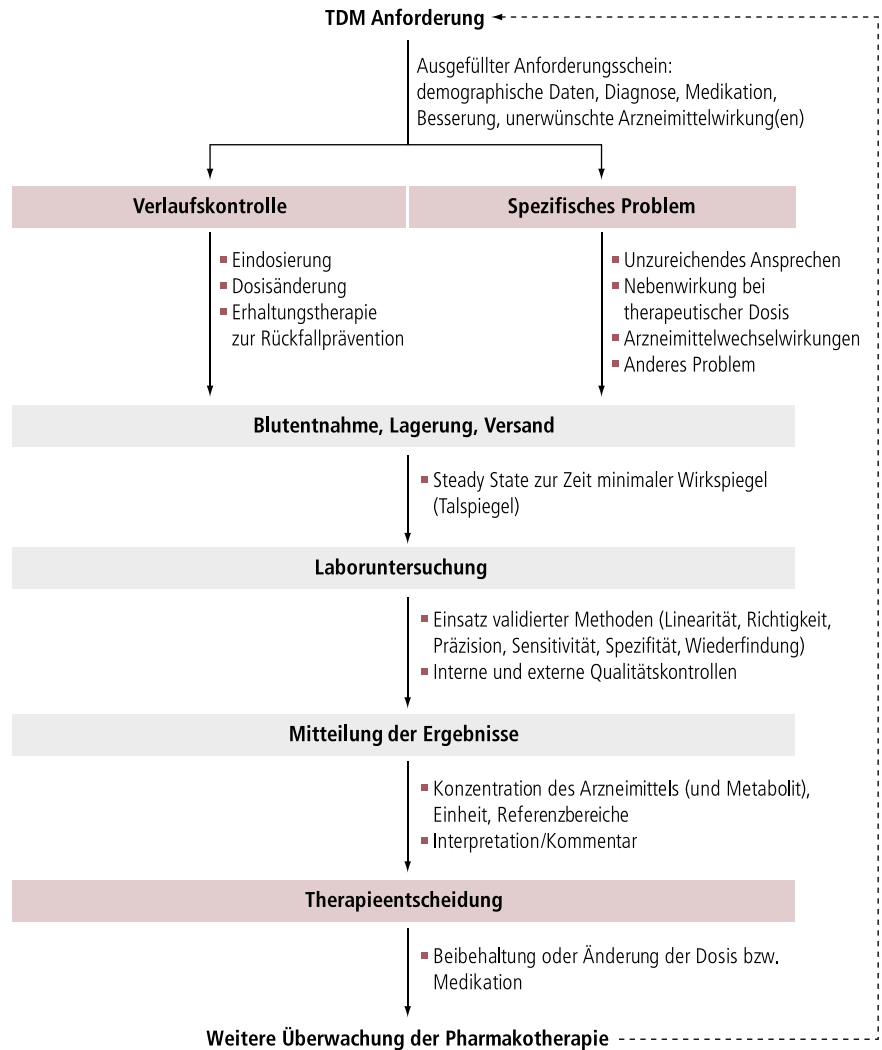 TDM Anforderung
Ausgefüllter Anforderungsschein:
demographische Daten, Diagnose, Medikation,
Besserung, unerwünschte Arzneimittelwirkung(en)
Verlaufskontrolle
Spezifisches Problem
Eindosierung
Dosisänderung
Erhaltungstherapie
zur Rückfallprävention
Unzureichendes Ansprechen
Nebenwirkung bei
therapeutischer Dosis
Arzneimittelwechselwirkungen
Anderes Problem
Blutentnahme, Lagerung, Versand
Steady State zur Zeit minimaler Wirkspiegel
(Talspiegel)
Laboruntersuchung
Einsatz validierter Methoden (Linearität, Richtigkeit,
Präzision, Sensitivität, Spezifität, Wiederfindung)
Interne und externe Qualitätskontrollen
Mitteilung der Ergebnisse
Konzentration des Arzneimittels (und Metabolit),
Einheit, Referenzbereiche
Interpretation/Kommentar
Therapieentscheidung
Beibehaltung oder Änderung der Dosis bzw.
Medikation
Weitere Überwachung der Pharmakotherapie